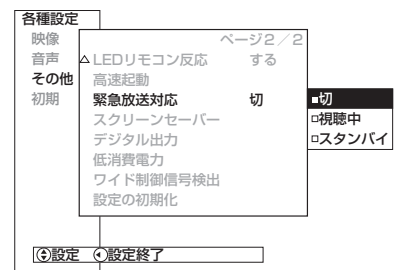 各種設定
映像
音声
その他
初期
ページ2／2
△LEDリモコン反応 する
高速起動
緊急放送対応 切
スクリーンセーバー
デジタル出力
低消費電力
ワイド制御信号検出
設定の初期化
■切
□視聴中
□スタンバイ
設定 設定終了